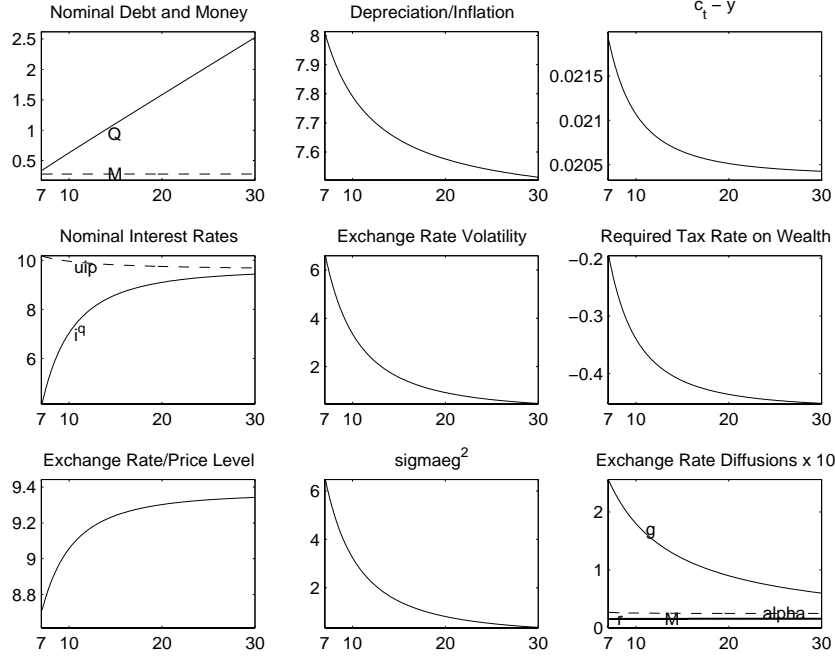 Nominal Debt and Money
2.5
2
1.5
1
0.5
Q
M
7 10 20 30
Depreciation/Inflation
8
7.9
7.8
7.7
7.6
7 10 20 30
c_t − y
0.0215
0.021
0.0205
7 10 20 30
Nominal Interest Rates
10
8
6
uip
i^q
7 10 20 30
Exchange Rate Volatility
6
4
2
7 10 20 30
Required Tax Rate on Wealth
−0.2
−0.3
−0.4
7 10 20 30
Exchange Rate/Price Level
9.4
9.2
9
8.8
7 10 20 30
sigmaeg^2
6
4
2
7 10 20 30
Exchange Rate Diffusions x 10
2
1
0
g
r
M
alpha
7 10 20 30